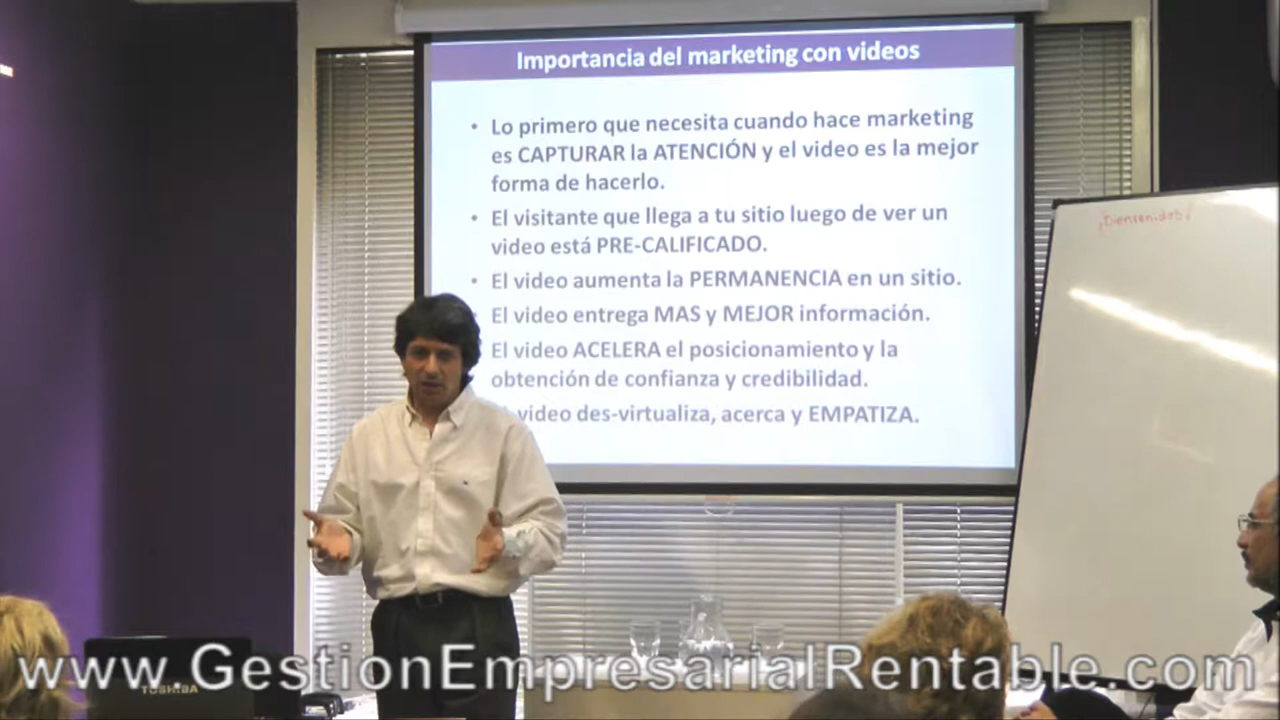 Importancia del marketing con videos
• Lo primero que necesita cuando hace marketing
es CAPTURAR la ATENCIÓN y el video es la mejor
forma de hacerlo.
• El visitante que llega a tu sitio luego de ver un
video está PRE-CALIFICADO.
• El video aumenta la PERMANENCIA en un sitio.
El video entrega MAS y MEJOR información.
El video ACELERA el posicionamiento y la
obtención de confianza y credibilidad.
video des-virtualiza, acerca y EMPATIZA.
¡Bienvenidos!
www.GestionEmpresarialRentable.com
TOSHIBA